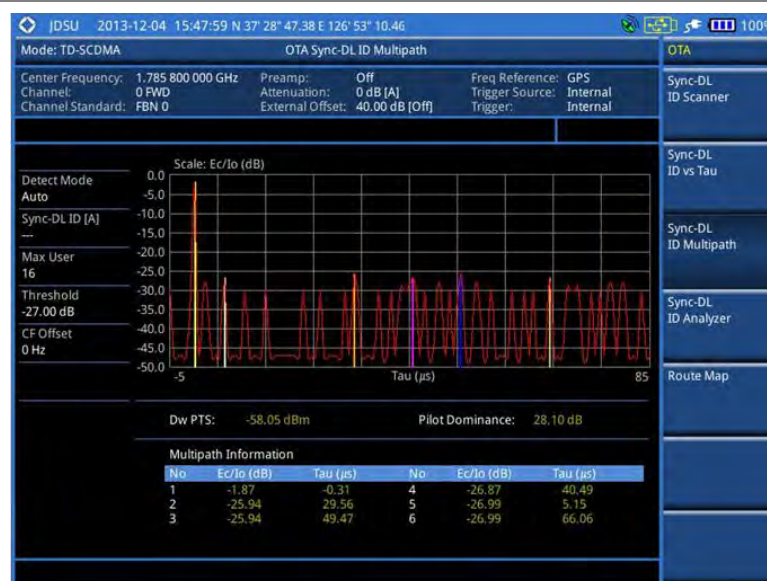 JDSU 2013-12-04 15:47:59 N 37' 28" 47.38 E 126' 53" 10.46 100%
Mode: TD-SCDMA OTA Sync-DL ID Multipath OTA
Center Frequency: 1.785 800 000 GHz Preamp: Off Freq Reference: GPS
Channel: 0 FWD Attenuation: 0 dB [A] Trigger Source: Internal
Channel Standard: FBN 0 External Offset: 40.00 dB [Off] Trigger: Internal
Scale: Ec/Io (dB)
0.0
-5.0
-10.0
-15.0
-20.0
-25.0
-30.0
-35.0
-40.0
-45.0
-50.0
-5 Tau (µs) 85
Detect Mode
Auto
Sync-DL ID [A]
---
Max User
16
Threshold
-27.00 dB
CF Offset
0 Hz
Dw PTS: -58.05 dBm Pilot Dominance: 28.10 dB
Multipath Information
No Ec/Io (dB) Tau (µs) No Ec/Io (dB) Tau (µs)
1 -1.87 -0.31 4 -26.87 40.49
2 -25.94 29.56 5 -26.99 5.15
3 -25.94 49.47 6 -26.99 66.06
Sync-DL
ID Scanner
Sync-DL
ID vs Tau
Sync-DL
ID Multipath
Sync-DL
ID Analyzer
Route Map